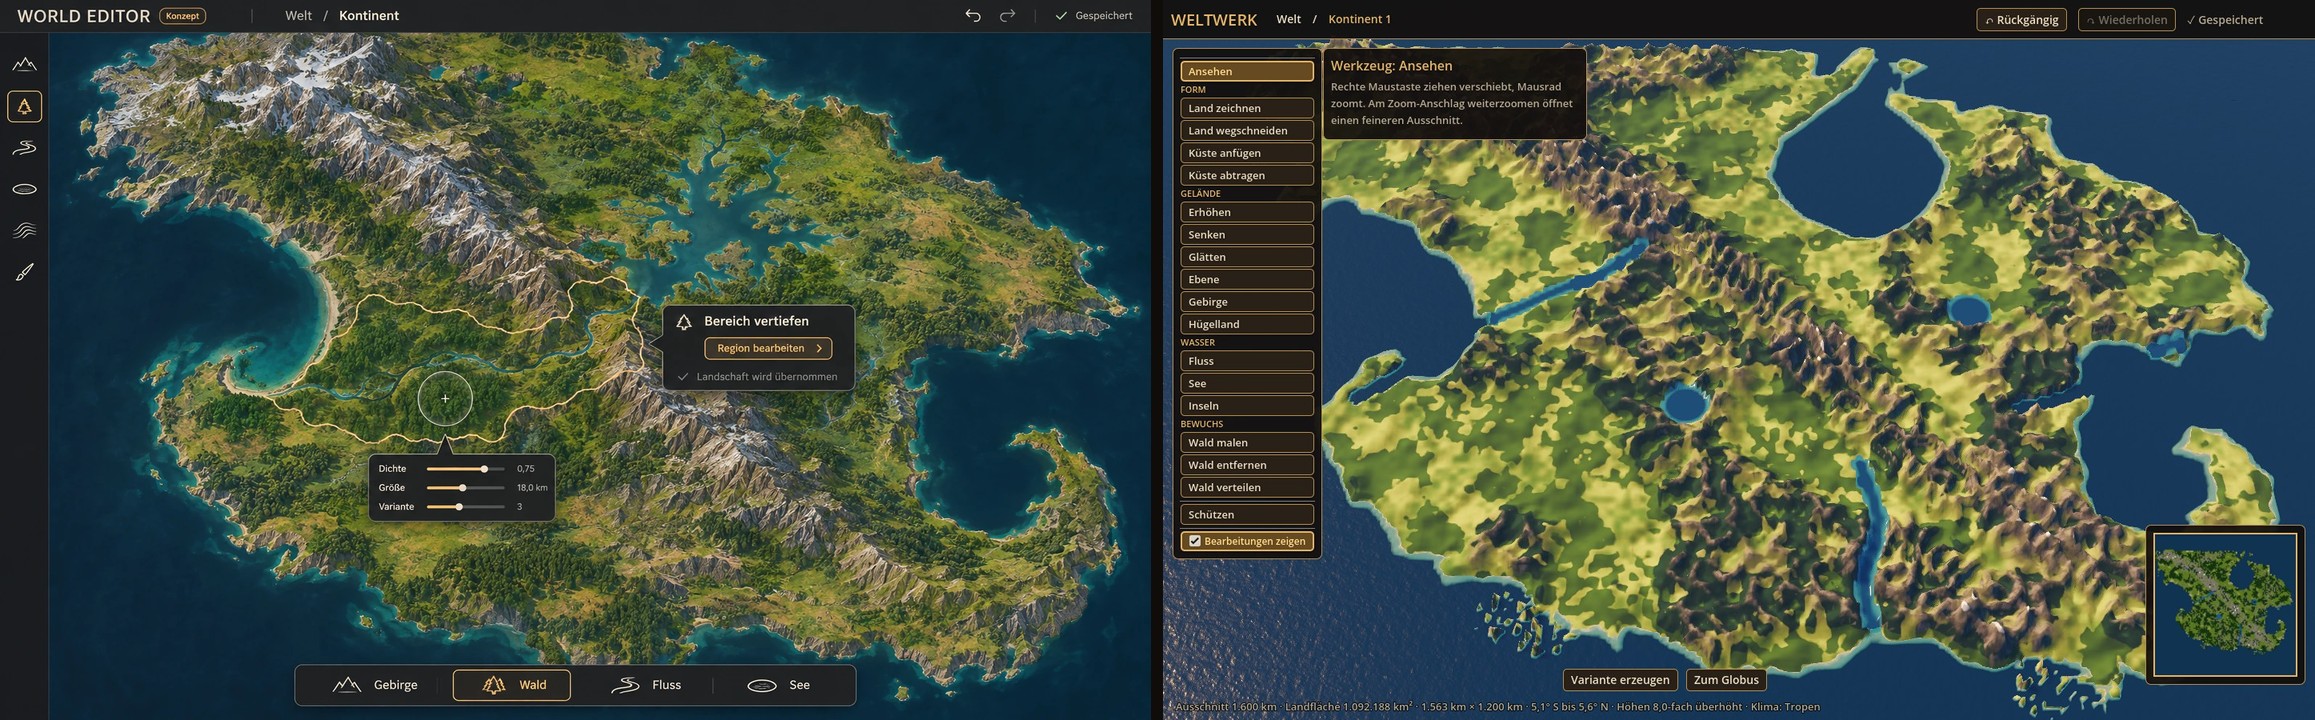 WORLD EDITOR Konzept Welt / Kontinent Gespeichert
Bereich vertiefen
Region bearbeiten
Landschaft wird übernommen
Dichte 0,75
Größe 18,0 km
Variante 3
Gebirge Wald Fluss See
WELTWERK Welt / Kontinent 1 Rückgängig Wiederholen ✓ Gespeichert
Ansehen
FORM
Land zeichnen
Land wegschneiden
Küste anfügen
Küste abtragen
GELÄNDE
Erhöhen
Senken
Glätten
Ebene
Gebirge
Hügelland
WASSER
Fluss
See
Inseln
BEWUCHS
Wald malen
Wald entfernen
Wald verteilen
Schützen
Bearbeitungen zeigen
Werkzeug: Ansehen
Rechte Maustaste ziehen verschiebt, Mausrad
zoomt. Am Zoom-Anschlag weiterzoomen öffnet
einen feineren Ausschnitt.
Variante erzeugen Zum Globus
Ausschnitt 1.600 km · Landfläche 1.092.188 km² · 1.563 km × 1.200 km · 5,1° S bis 5,6° N · Höhen 8,0-fach überhöht · Klima: Tropen